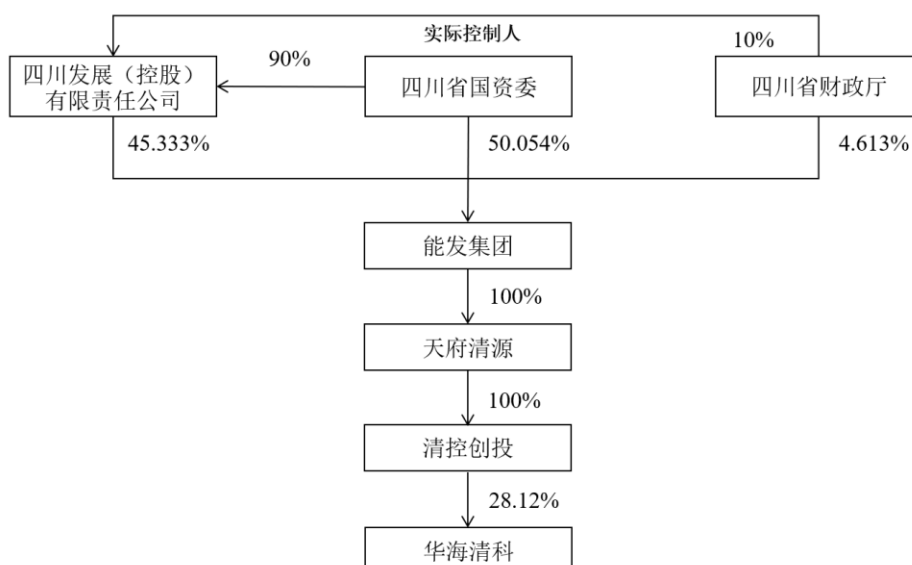 实际控制人
10%
90%
四川发展（控股）
有限责任公司
四川省国资委
四川省财政厅
45.333%
50.054%
4.613%
能发集团
100%
天府清源
100%
清控创投
28.12%
华海清科